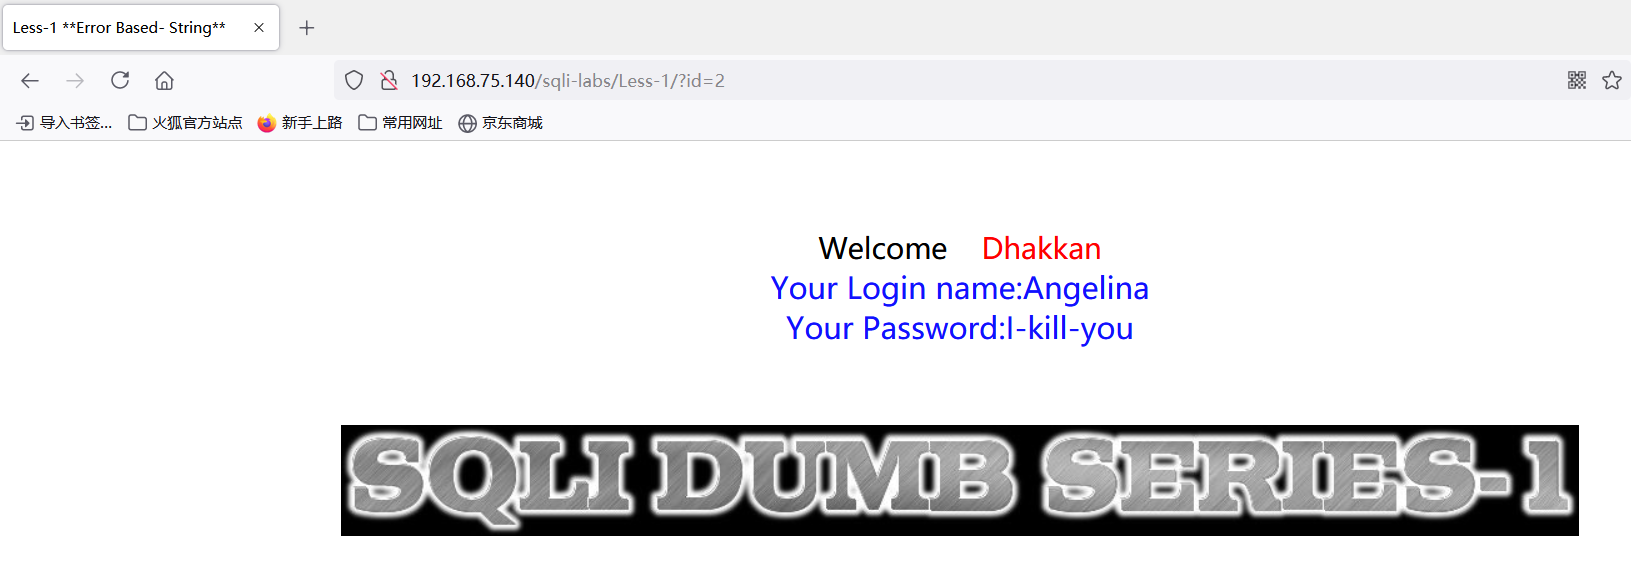 Less-1 **Error Based- String**
192.168.75.140/sqli-labs/Less-1/?id=2
导入书签... 火狐官方站点 新手上路 常用网址 京东商城
Welcome Dhakkan
Your Login name:Angelina
Your Password:I-kill-you
SQLI DUMB SERIES-1